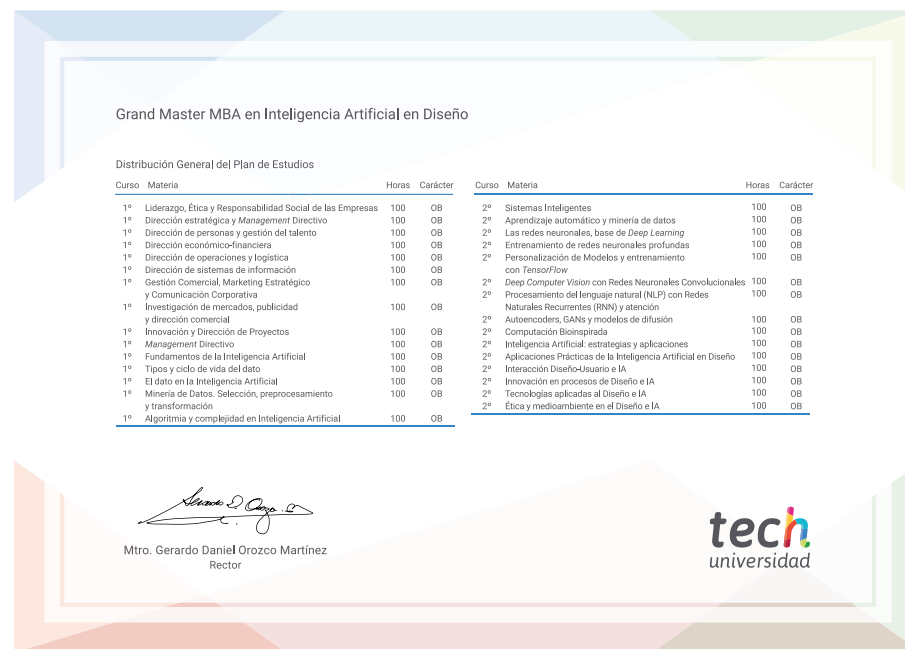 Grand Master MBA en Inteligencia Artificial en Diseño
Distribución General del Plan de Estudios
Curso Materia Horas Carácter
1º Liderazgo, Ética y Responsabilidad Social de las Empresas 100 OB
1º Dirección estratégica y Management Directivo 100 OB
1º Dirección de personas y gestión del talento 100 OB
1º Dirección económico-financiera 100 OB
1º Dirección de operaciones y logística 100 OB
1º Dirección de sistemas de información 100 OB
1º Gestión Comercial, Marketing Estratégico 100 OB
y Comunicación Corporativa
1º Investigación de mercados, publicidad 100 OB
y dirección comercial
1º Innovación y Dirección de Proyectos 100 OB
1º Management Directivo 100 OB
1º Fundamentos de la Inteligencia Artificial 100 OB
1º Tipos y ciclo de vida del dato 100 OB
1º El dato en la Inteligencia Artificial 100 OB
1º Minería de Datos. Selección, preprocesamiento 100 OB
y transformación
1º Algoritmia y complejidad en Inteligencia Artificial 100 OB
Curso Materia Horas Carácter
2º Sistemas Inteligentes 100 OB
2º Aprendizaje automático y minería de datos 100 OB
2º Las redes neuronales, base de Deep Learning 100 OB
2º Entrenamiento de redes neuronales profundas 100 OB
2º Personalización de Modelos y entrenamiento 100 OB
con TensorFlow
2º Deep Computer Vision con Redes Neuronales Convolucionales 100 OB
2º Procesamiento del lenguaje natural (NLP) con Redes 100 OB
Naturales Recurrentes (RNN) y atención
2º Autoencoders, GANs y modelos de difusión 100 OB
2º Computación Bioinspirada 100 OB
2º Inteligencia Artificial: estrategias y aplicaciones 100 OB
2º Aplicaciones Prácticas de la Inteligencia Artificial en Diseño 100 OB
2º Interacción Diseño-Usuario e IA 100 OB
2º Innovación en procesos de Diseño e IA 100 OB
2º Tecnologías aplicadas al Diseño e IA 100 OB
2º Ética y medioambiente en el Diseño e IA 100 OB
Mtro. Gerardo Daniel Orozco Martínez
Rector
tech
universidad